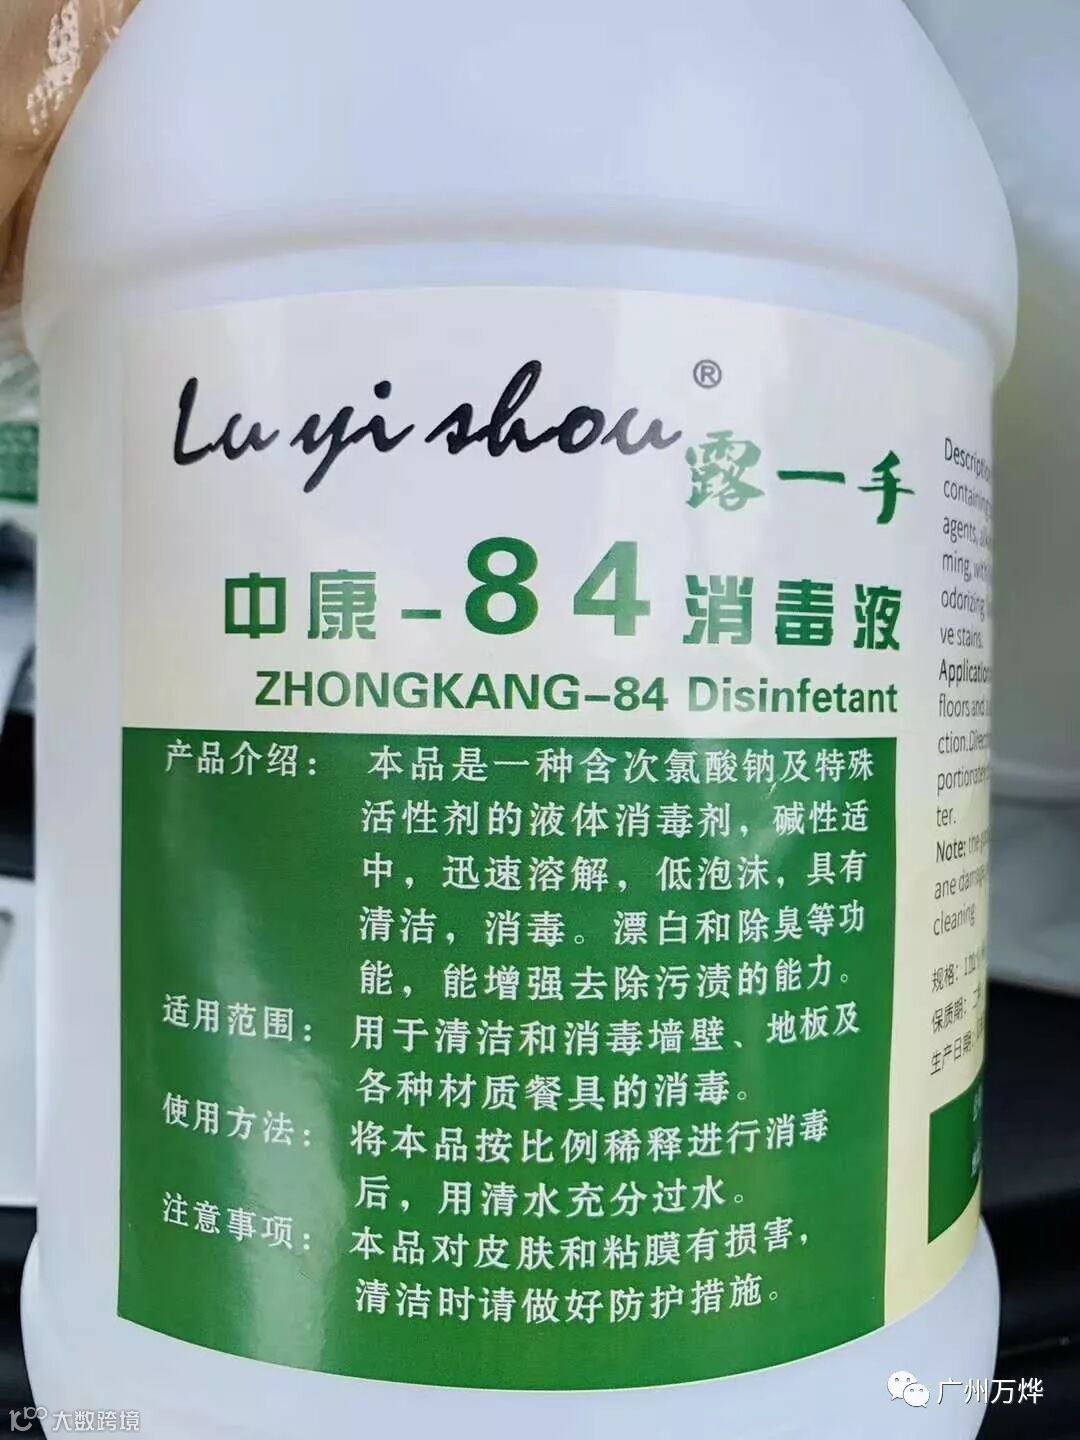 Luyishou®
露一手
中康-84消毒液
ZHONGKANG-84 Disinfetant
产品介绍： 本品是一种含次氯酸钠及特殊
活性剂的液体消毒剂，碱性适
中，迅速溶解，低泡沫，具有
清洁，消毒。漂白和除臭等功
能，能增强去除污渍的能力。
适用范围： 用于清洁和消毒墙壁、地板及
各种材质餐具的消毒。
使用方法： 将本品按比例稀释进行消毒
后，用清水充分过水。
注意事项： 本品对皮肤和粘膜有损害，
清洁时请做好防护措施。
Description
containing
agents,
ming, with
odorizing
ve stains.
Application
floors and
ction.
portionate
ter.
Note: the
ane damage
cleaning
规格：
保质期：
生产日期：
广州万烨
大数跨境